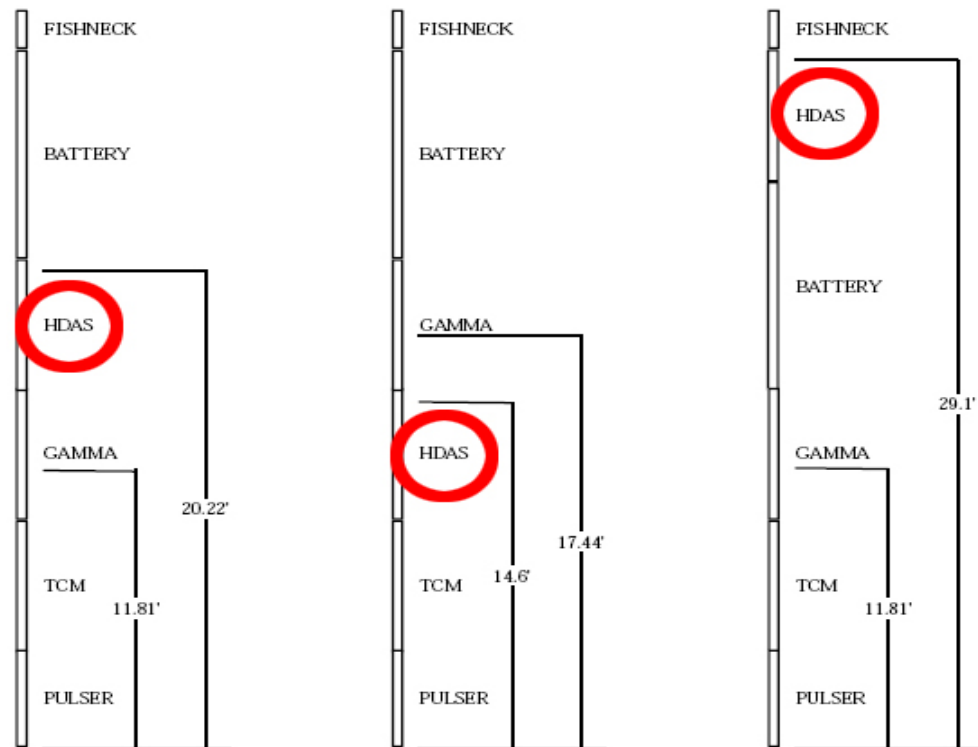 FISHNECK
BATTERY
HDAS
GAMMA
20.22'
TCM
11.81'
PULSER
FISHNECK
BATTERY
GAMMA
HDAS
17.44'
14.6'
TCM
PULSER
FISHNECK
HDAS
BATTERY
29.1'
GAMMA
TCM
11.81'
PULSER